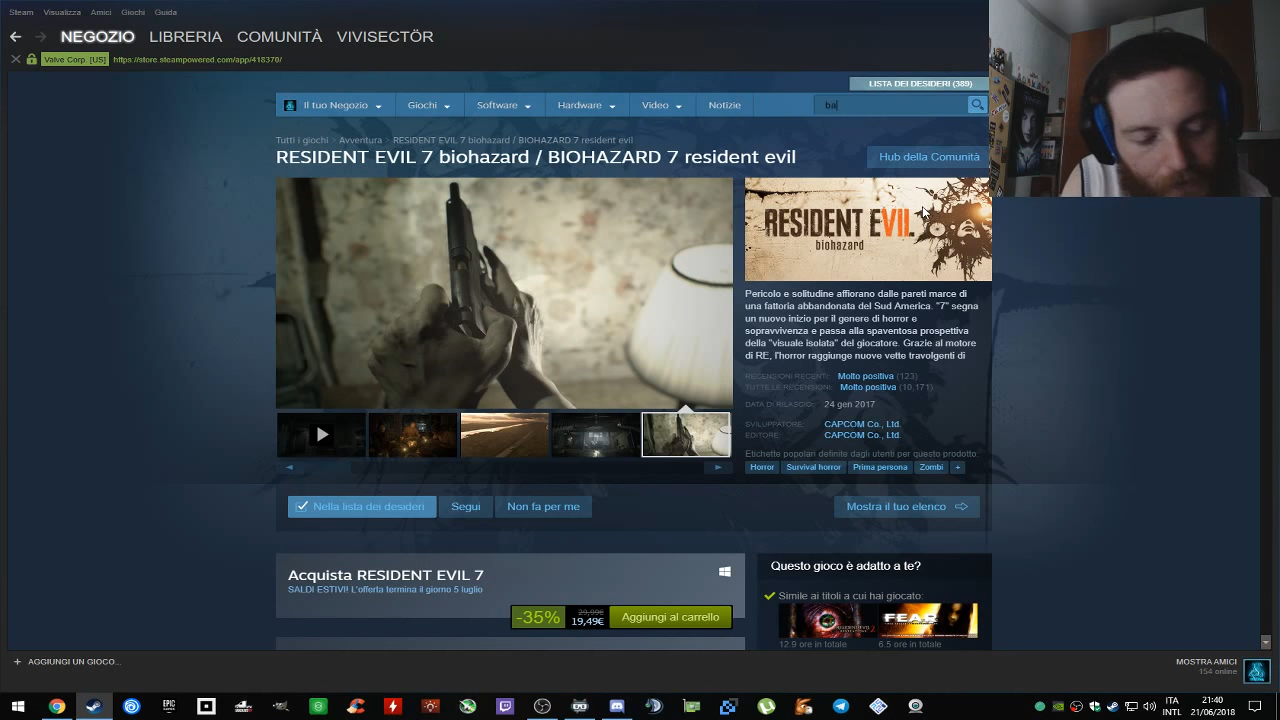 Steam Visualizza Amici Giochi Guida
NEGOZIO LIBRERIA COMUNITÀ VIVISECTÖR
Valve Corp. [US] https://store.steampowered.com/app/418370/
LISTA DEI DESIDERI (389)
Il tuo Negozio Giochi Software Hardware Video Notizie ba
Tutti i giochi > Avventura > RESIDENT EVIL 7 biohazard / BIOHAZARD 7 resident evil
RESIDENT EVIL 7 biohazard / BIOHAZARD 7 resident evil
Hub della Comunità
RESIDENT EVIL
biohazard
Pericolo e solitudine affiorano dalle pareti marce di
una fattoria abbandonata del Sud America. "7" segna
un nuovo inizio per il genere di horror e
sopravvivenza e passa alla spaventosa prospettiva
della "visuale isolata" del giocatore. Grazie al motore
di RE, l'horror raggiunge nuove vette travolgenti di
RECENSIONI RECENTI: Molto positiva (123)
TUTTE LE RECENSIONI: Molto positiva (10,171)
DATA DI RILASCIO: 24 gen 2017
SVILUPPATORE: CAPCOM Co., Ltd.
EDITORE: CAPCOM Co., Ltd.
Etichette popolari definite dagli utenti per questo prodotto:
Horror Survival horror Prima persona Zombi +
Nella lista dei desideri Segui Non fa per me Mostra il tuo elenco
Acquista RESIDENT EVIL 7
SALDI ESTIVI! L'offerta termina il giorno 5 luglio
-35% 29,99€ 19,49€ Aggiungi al carrello
Questo gioco è adatto a te?
Simile ai titoli a cui hai giocato:
F.E.A.R.
12.9 ore in totale 6.5 ore in totale
+ AGGIUNGI UN GIOCO...
MOSTRA AMICI
154 online
EPIC GAMES
ITA 21:40
INTL 21/06/2018